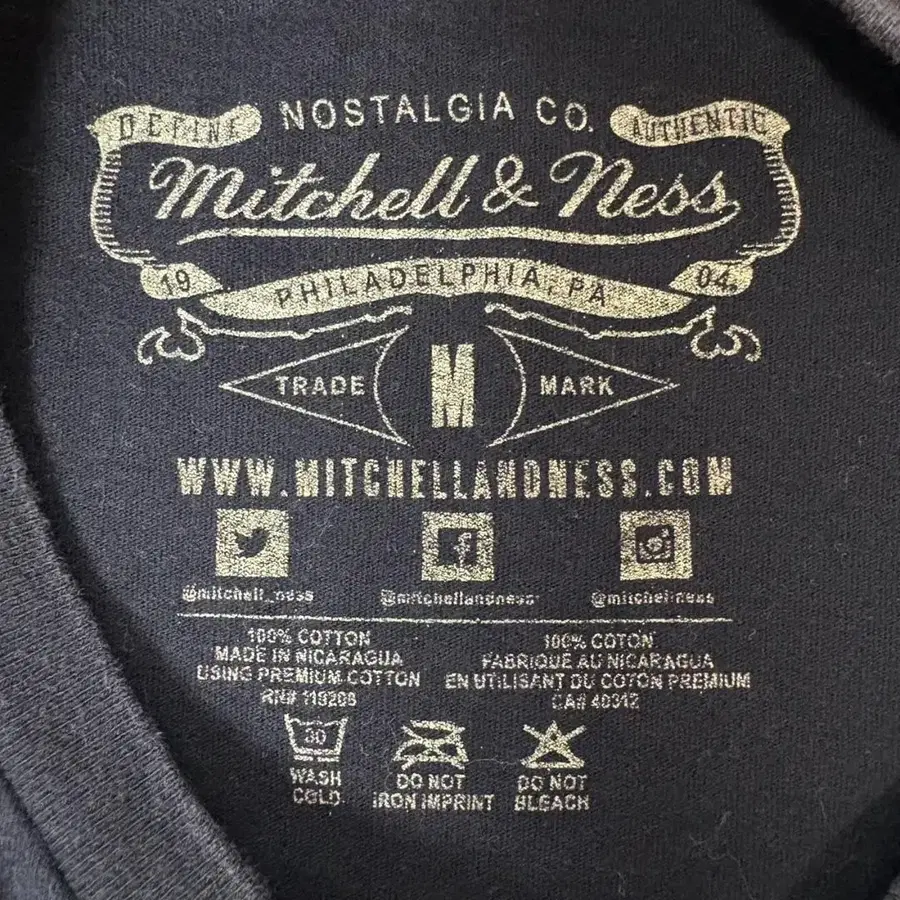 DEFINE NOSTALGIA CO. AUTHENTIC
Mitchell & Ness
19 PHILADELPHIA, PA 04
TRADE M MARK
WWW.MITCHELLANDNESS.COM
@mitchell_ness @mitchellandness @mitchellness
100% COTTON
MADE IN NICARAGUA
USING PREMIUM COTTON
RN# 119208
100% COTON
FABRIQUÉ AU NICARAGUA
EN UTILISANT DU COTON PREMIUM
CA# 40312
30
WASH
COLD
DO NOT
IRON IMPRINT
DO NOT
BLEACH